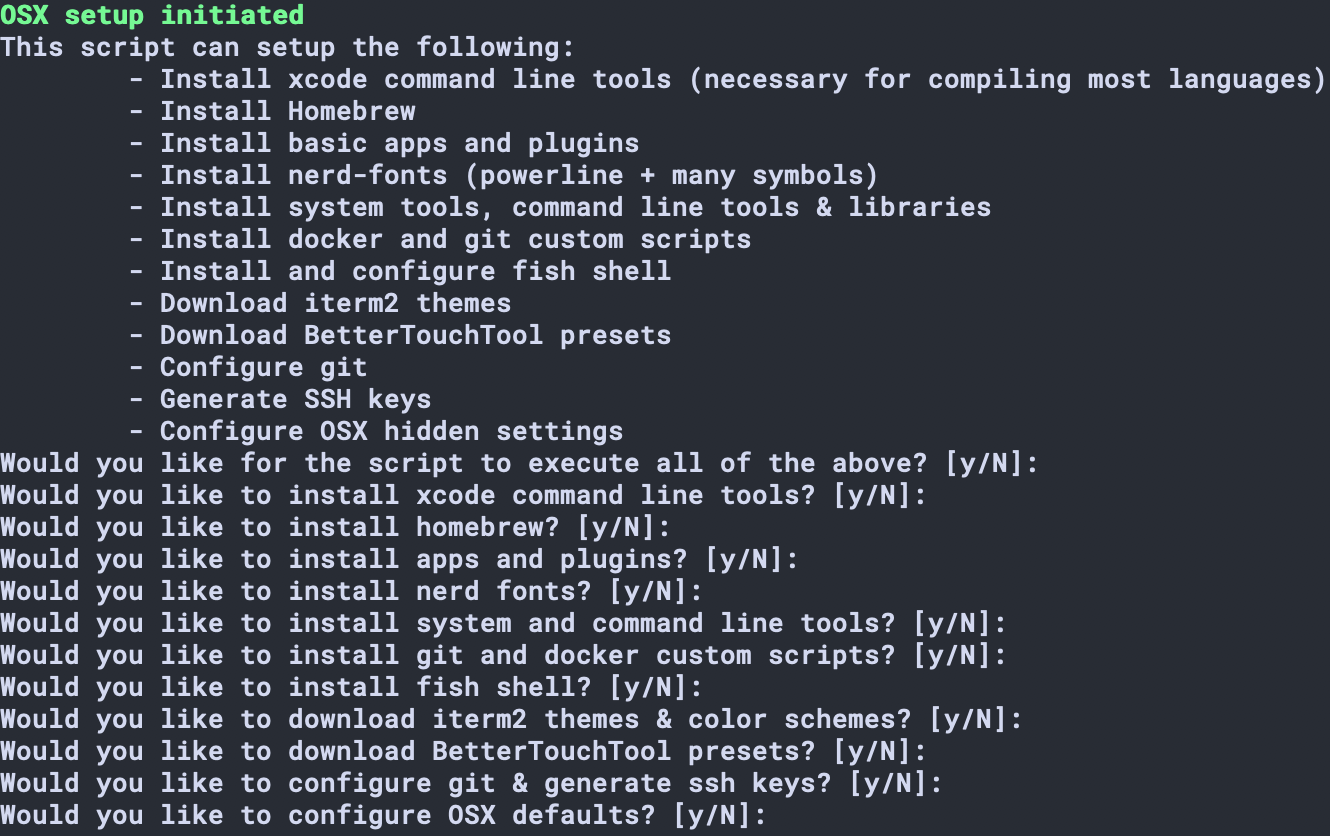 OSX setup initiated
This script can setup the following:
- Install xcode command line tools (necessary for compiling most languages)
- Install Homebrew
- Install basic apps and plugins
- Install nerd-fonts (powerline + many symbols)
- Install system tools, command line tools & libraries
- Install docker and git custom scripts
- Install and configure fish shell
- Download iterm2 themes
- Download BetterTouchTool presets
- Configure git
- Generate SSH keys
- Configure OSX hidden settings
Would you like for the script to execute all of the above? [y/N]:
Would you like to install xcode command line tools? [y/N]:
Would you like to install homebrew? [y/N]:
Would you like to install apps and plugins? [y/N]:
Would you like to install nerd fonts? [y/N]:
Would you like to install system and command line tools? [y/N]:
Would you like to install git and docker custom scripts? [y/N]:
Would you like to install fish shell? [y/N]:
Would you like to download iterm2 themes & color schemes? [y/N]:
Would you like to download BetterTouchTool presets? [y/N]:
Would you like to configure git & generate ssh keys? [y/N]:
Would you like to configure OSX defaults? [y/N]: